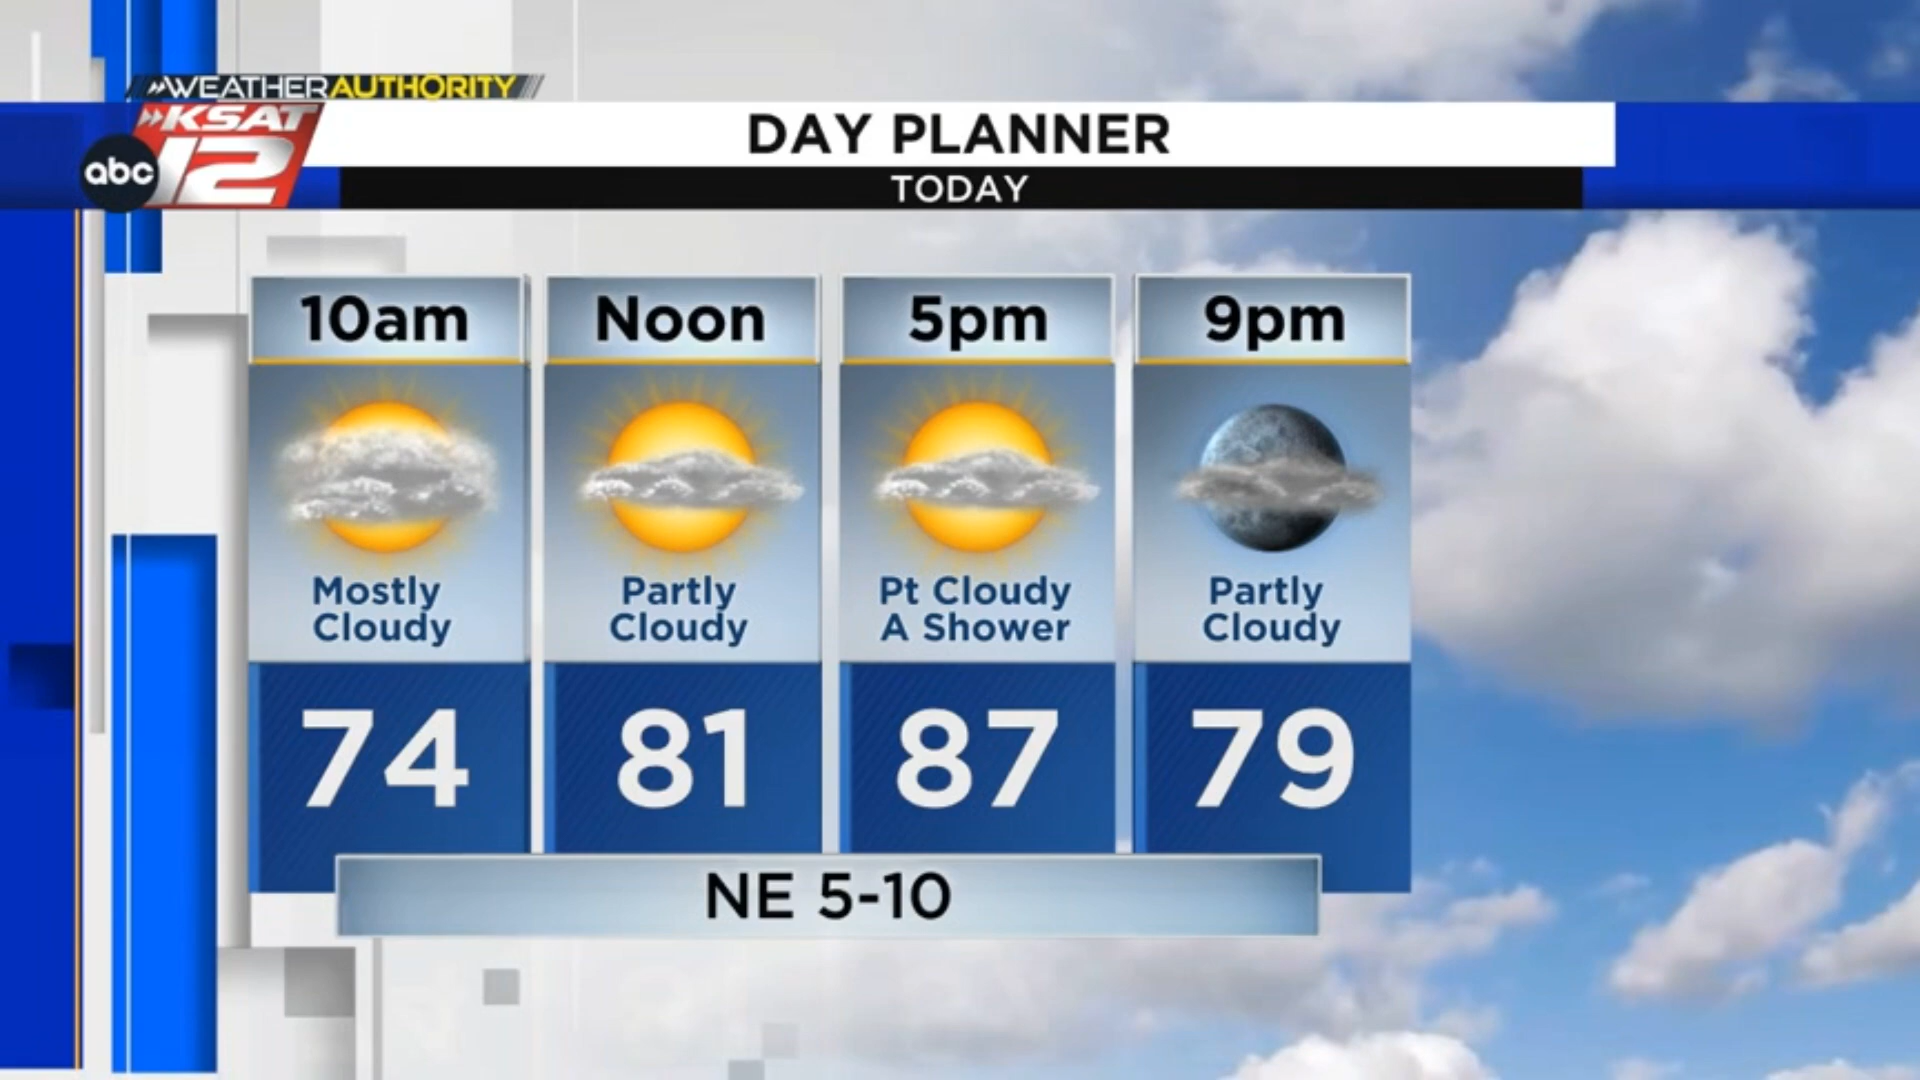 WEATHERAUTHORITY
KSAT
abc 12
DAY PLANNER
TODAY
10am
Noon
5pm
9pm
Mostly
Cloudy
Partly
Cloudy
Pt Cloudy
A Shower
Partly
Cloudy
74
81
87
79
NE 5-10